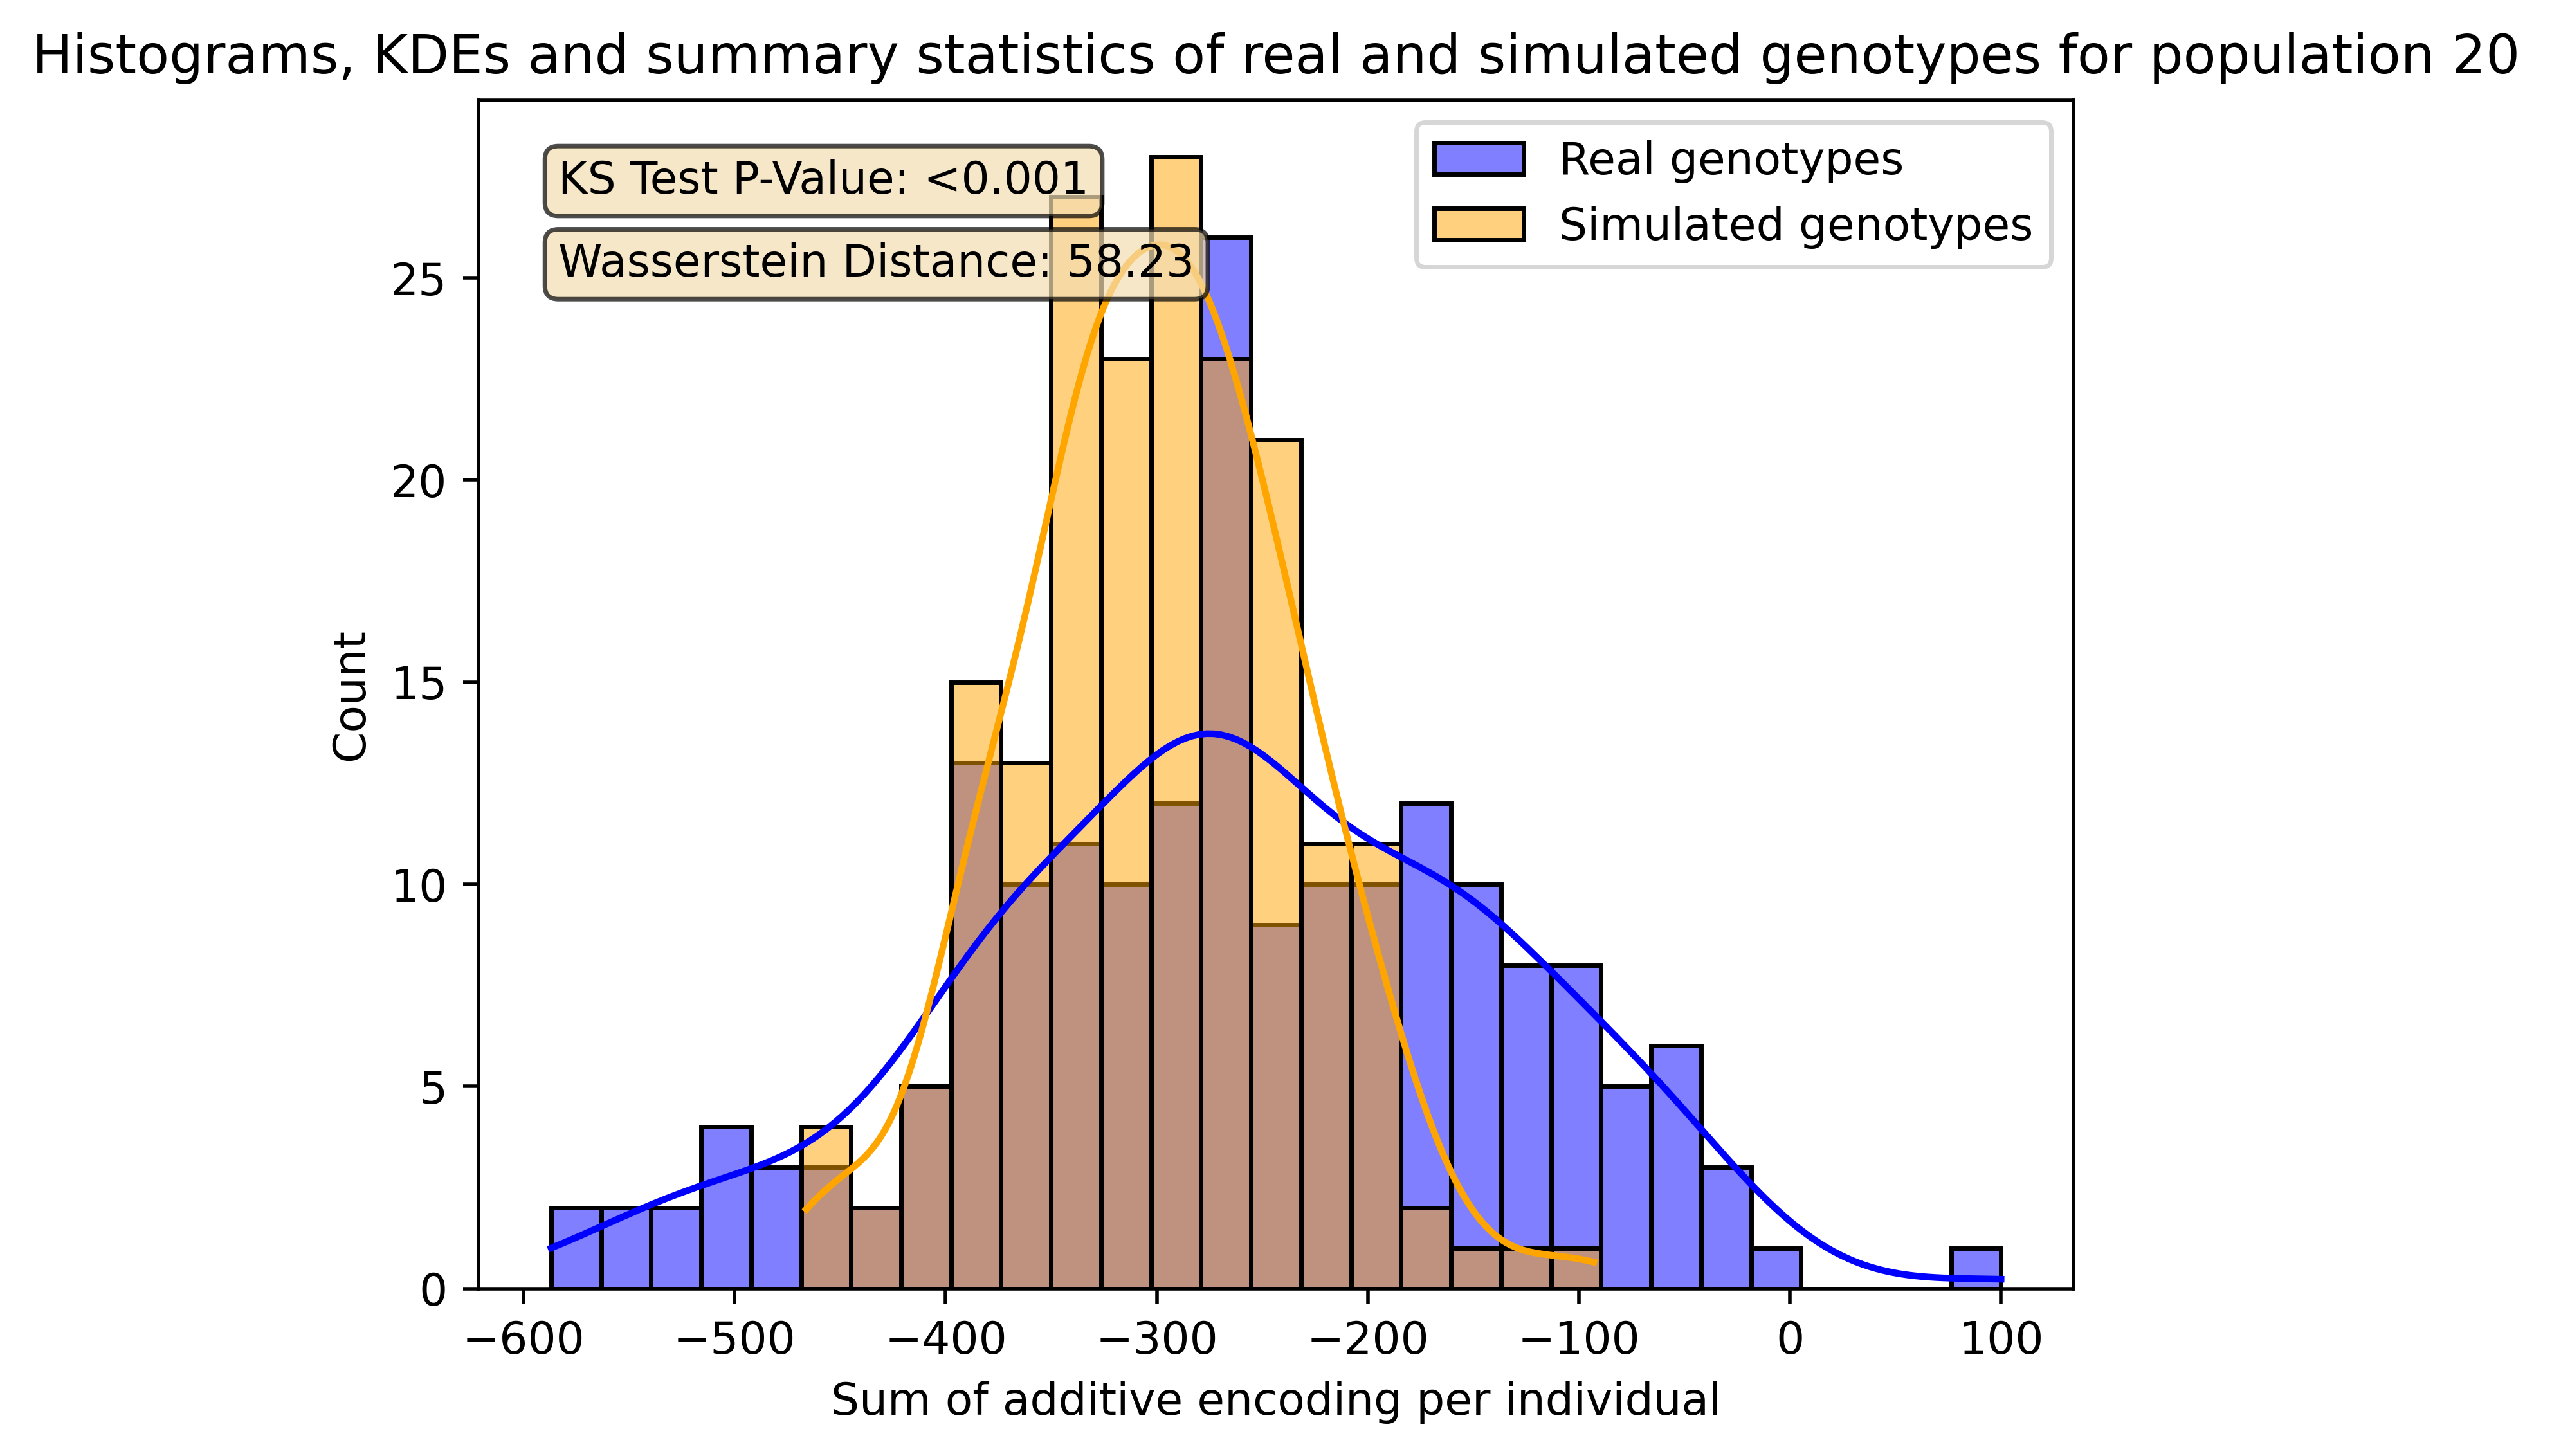 Histograms, KDEs and summary statistics of real and simulated genotypes for population 20
KS Test P-Value: <0.001
Wasserstein Distance: 58.23
Real genotypes
Simulated genotypes
Count
25
20
15
10
5
0
−600 −500 −400 −300 −200 −100 0 100
Sum of additive encoding per individual